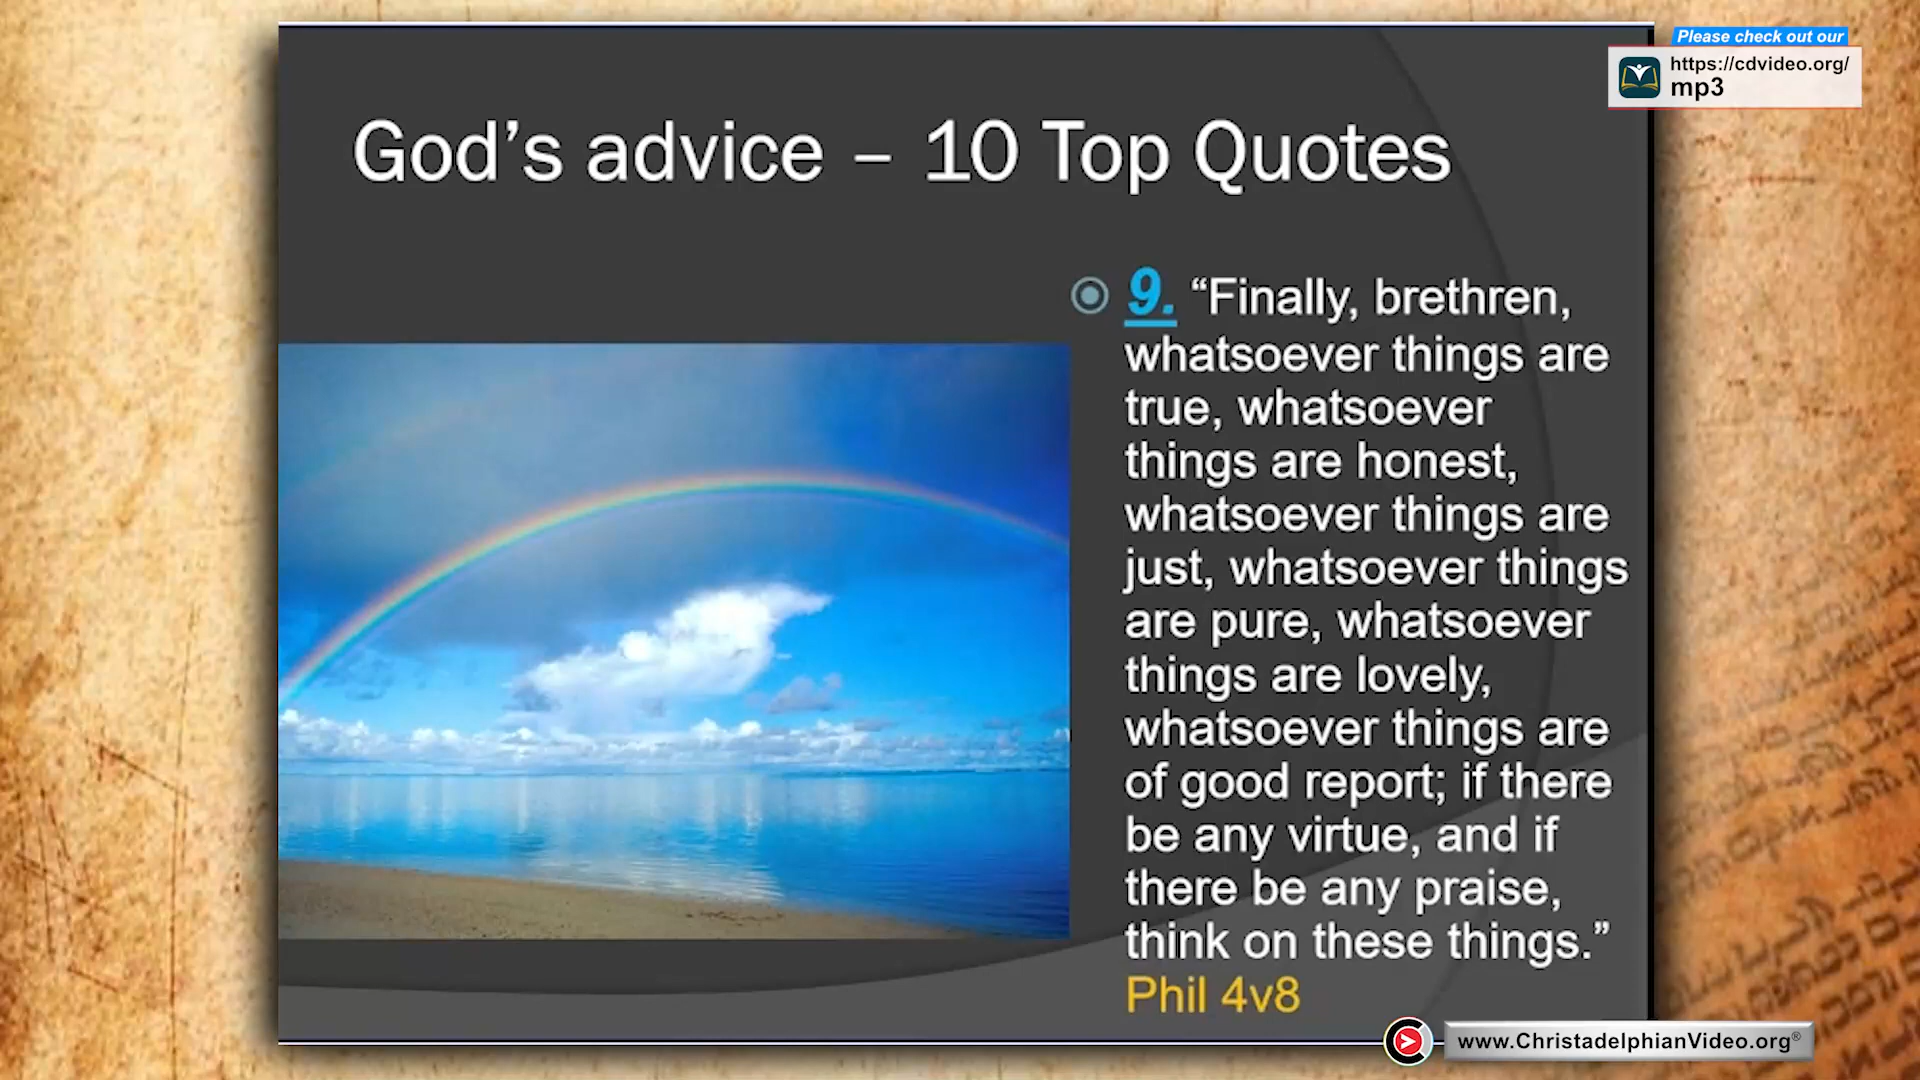 Please check out our
https://cdvideo.org/
mp3
God's advice – 10 Top Quotes
9. “Finally, brethren,
whatsoever things are
true, whatsoever
things are honest,
whatsoever things are
just, whatsoever things
are pure, whatsoever
things are lovely,
whatsoever things are
of good report; if there
be any virtue, and if
there be any praise,
think on these things.”
Phil 4v8
www.ChristadelphianVideo.org®